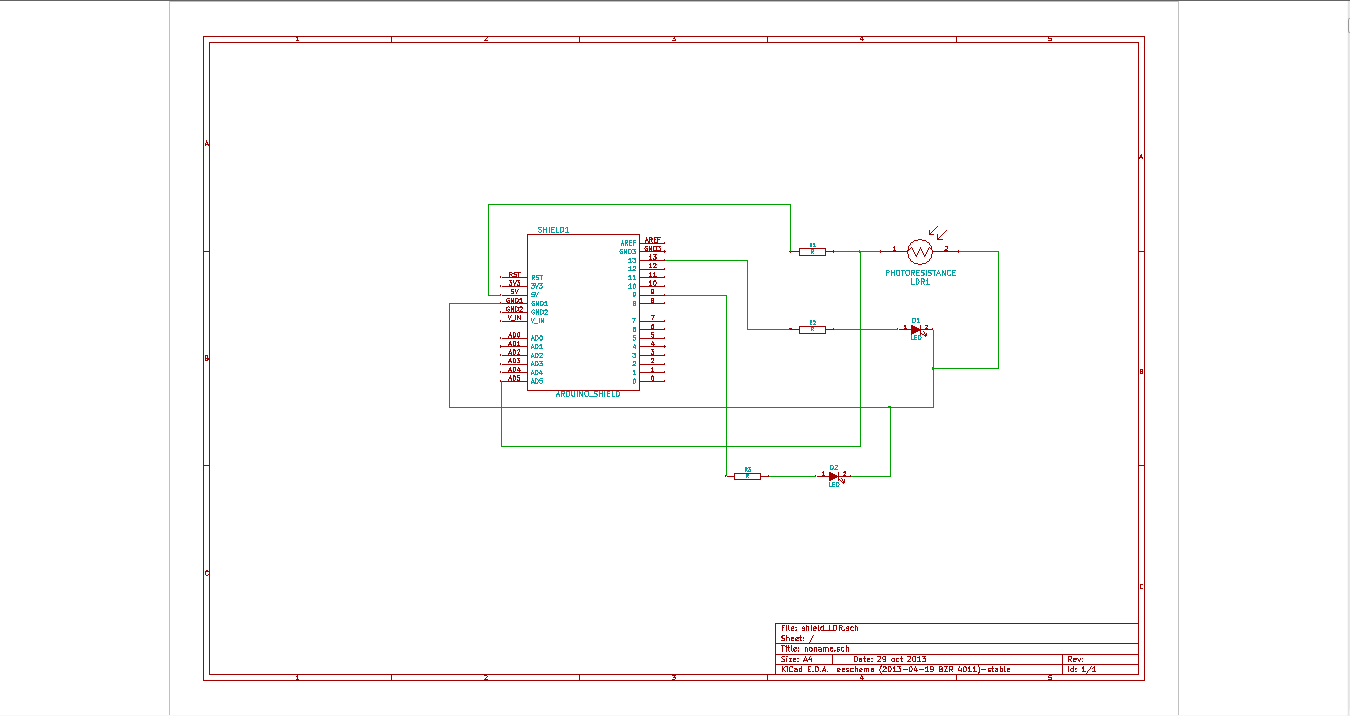 1 2 3 4 5
A A
SHIELD1
AREF AREF
GND3 GND3
13 13
12 12
RST RST 11 11
3V3 3V3 10 10
5V 5V 9 9
GND1 GND1 8 8
GND2 GND2
V_IN V_IN 7 7
6 6
AD0 AD0 5 5
AD1 AD1 4 4
AD2 AD2 3 3
AD3 AD3 2 2
AD4 AD4 1 1
AD5 AD5 0 0
ARDUINO_SHIELD
R1
R
1 2
PHOTORESISTANCE
LDR1
R2
R
D1
1 2
LED
B B
R3
R
D2
1 2
LED
C C
File: shield_LDR.sch
Sheet: /
Title: noname.sch
Size: A4 Date: 29 oct 2013 Rev:
KiCad E.D.A. eeschema (2013-04-19 BZR 4011)-stable Id: 1/1
1 2 3 4 5